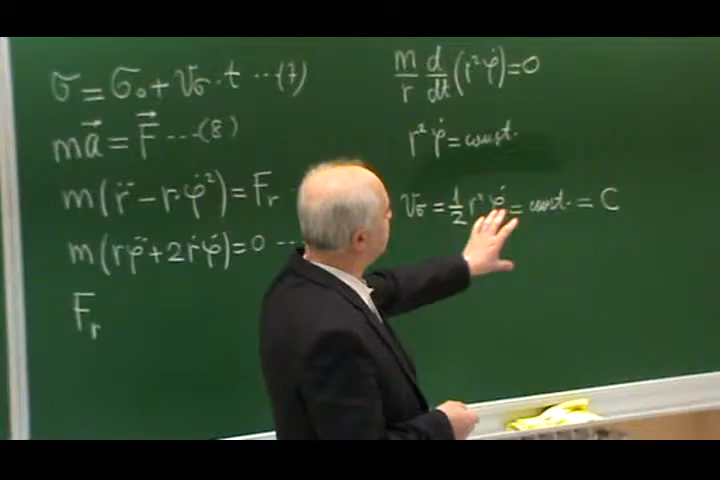 σ = σ₀ + v_σ · t ...(7)
m a⃗ = F⃗ ...(8)
m(r̈ − r·φ̇²) = F_r
m(rφ̈ + 2ṙφ̇) = 0 ...
F_r
m/r d/dt (r²φ̇) = 0
r²φ̇ = const.
v_σ = 1/2 r²φ̇ = const. = C